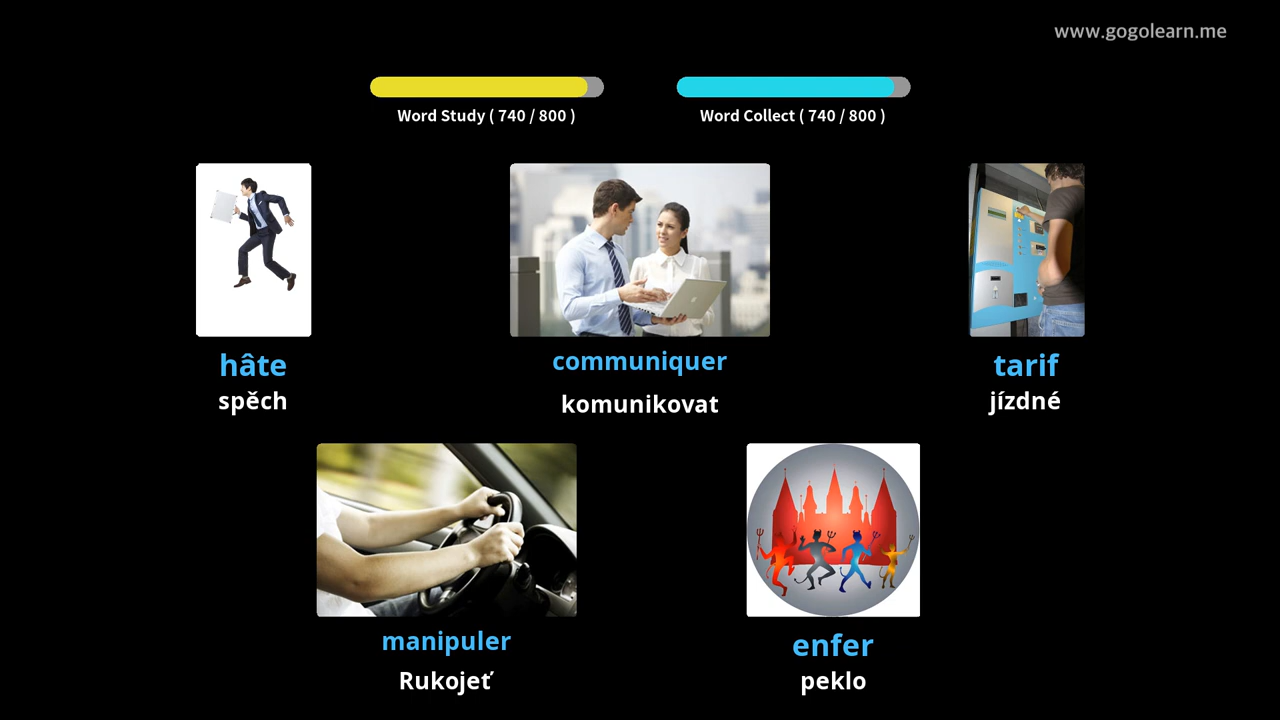 www.gogolearn.me
Word Study ( 740 / 800 )
Word Collect ( 740 / 800 )
hâte
spěch
communiquer
komunikovat
tarif
jízdné
manipuler
Rukojeť
enfer
peklo